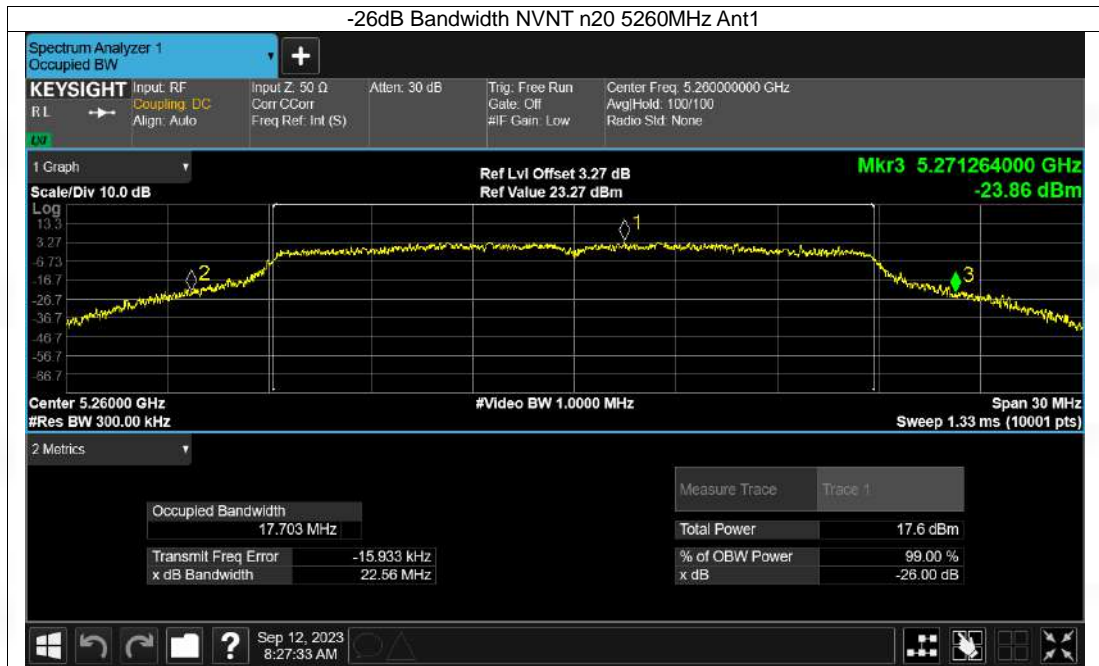 -26dB Bandwidth NVNT n20 5260MHz Ant1
Spectrum Analyzer 1
Occupied BW
+
KEYSIGHT
RL
Input: RF
Coupling: DC
Align: Auto
Input Z: 50 Ω
Corr CCorr
Freq Ref: Int (S)
Atten: 30 dB
Trig: Free Run
Gate: Off
#IF Gain: Low
Center Freq: 5.260000000 GHz
Avg|Hold: 100/100
Radio Std: None
LXI
1 Graph
Scale/Div 10.0 dB
Ref Lvl Offset 3.27 dB
Ref Value 23.27 dBm
Mkr3 5.271264000 GHz
-23.86 dBm
Log
13.3
3.27
-6.73
-16.7
-26.7
-36.7
-46.7
-56.7
-66.7
1
2
3
Center 5.26000 GHz
#Video BW 1.0000 MHz
Span 30 MHz
#Res BW 300.00 kHz
Sweep 1.33 ms (10001 pts)
2 Metrics
Measure Trace Trace 1
Occupied Bandwidth
17.703 MHz
Total Power 17.6 dBm
Transmit Freq Error -15.933 kHz
% of OBW Power 99.00 %
x dB Bandwidth 22.56 MHz
x dB -26.00 dB
?
Sep 12, 2023
8:27:33 AM